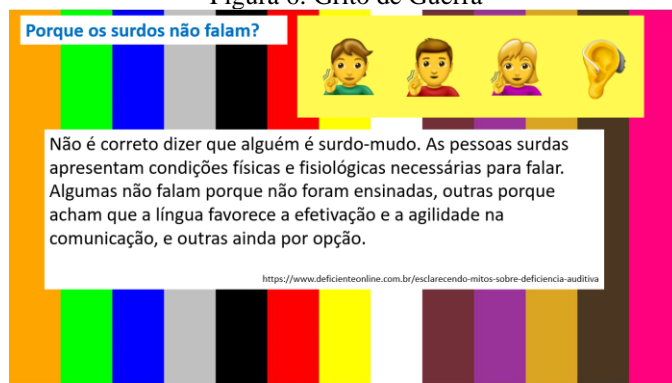 Figura 6: Grito de Guerra
Porque os surdos não falam?
Não é correto dizer que alguém é surdo-mudo. As pessoas surdas
apresentam condições físicas e fisiológicas necessárias para falar.
Algumas não falam porque não foram ensinadas, outras porque
acham que a língua favorece a efetivação e a agilidade na
comunicação, e outras ainda por opção.
https://www.deficienteonline.com.br/esclarecendo-mitos-sobre-deficiencia-auditiva